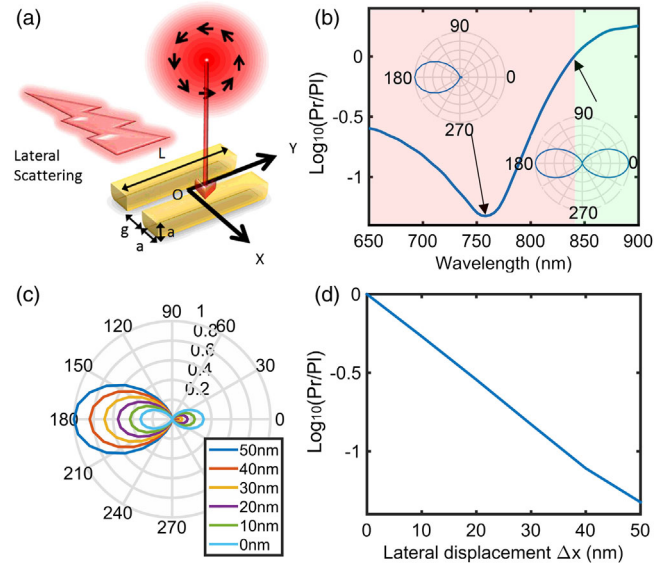 (a)
Lateral
Scattering
L
Y
O
g
a
a
X
(b)
Log10(Pr/Pl)
0
-0.5
-1
650
700
750
800
850
900
Wavelength (nm)
90
180
0
270
90
180
0
270
(c)
90
1
120
60
0.8
0.6
150
0.4
30
0.2
180
0
210
270
50nm
40nm
30nm
20nm
10nm
0nm
(d)
Log10(Pr/Pl)
0
-0.5
-1
0
10
20
30
40
50
Lateral displacement Δx (nm)